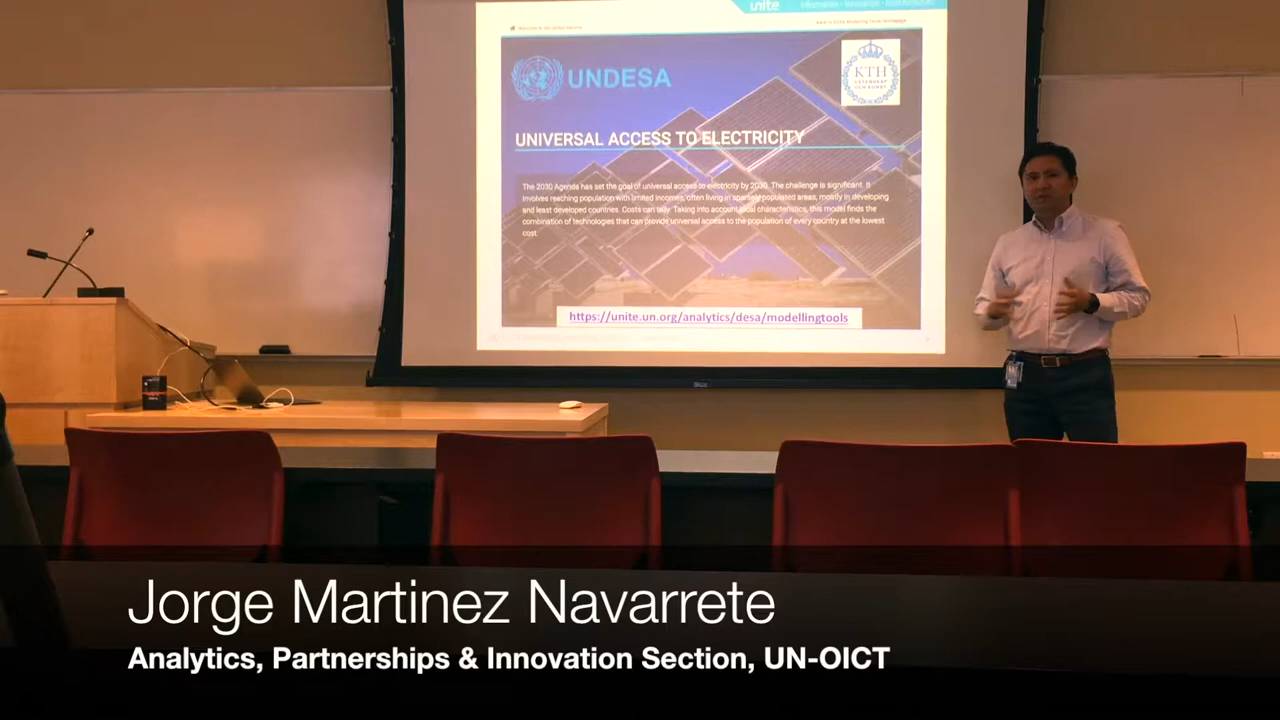 unite
UNDESA
KTH
VETENSKAP
OCH KONST
UNIVERSAL ACCESS TO ELECTRICITY
The 2030 Agenda has set the goal of universal access to electricity by 2030. The challenge is significant. It
involves reaching population with limited incomes, often living in sparsely populated areas, mostly in developing
and least developed countries. Costs can tally. Taking into account local characteristics, this model finds the
combination of technologies that can provide universal access to the population of every country at the lowest
cost.
https://unite.un.org/analytics/desa/modellingtools
Jorge Martinez Navarrete
Analytics, Partnerships & Innovation Section, UN-OICT